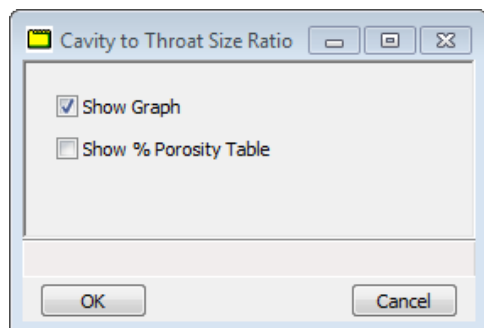 Cavity to Throat Size Ratio
Show Graph
Show % Porosity Table
OK Cancel